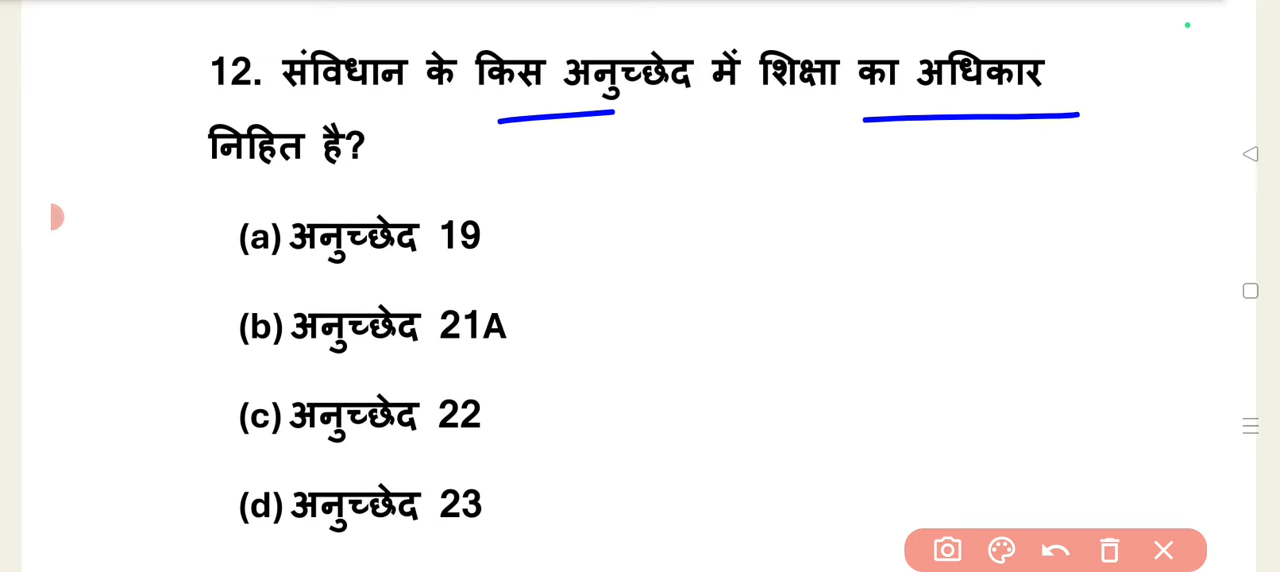 12. संविधान के किस अनुच्छेद में शिक्षा का अधिकार
निहित है?
(a) अनुच्छेद 19
(b) अनुच्छेद 21A
(c) अनुच्छेद 22
(d) अनुच्छेद 23